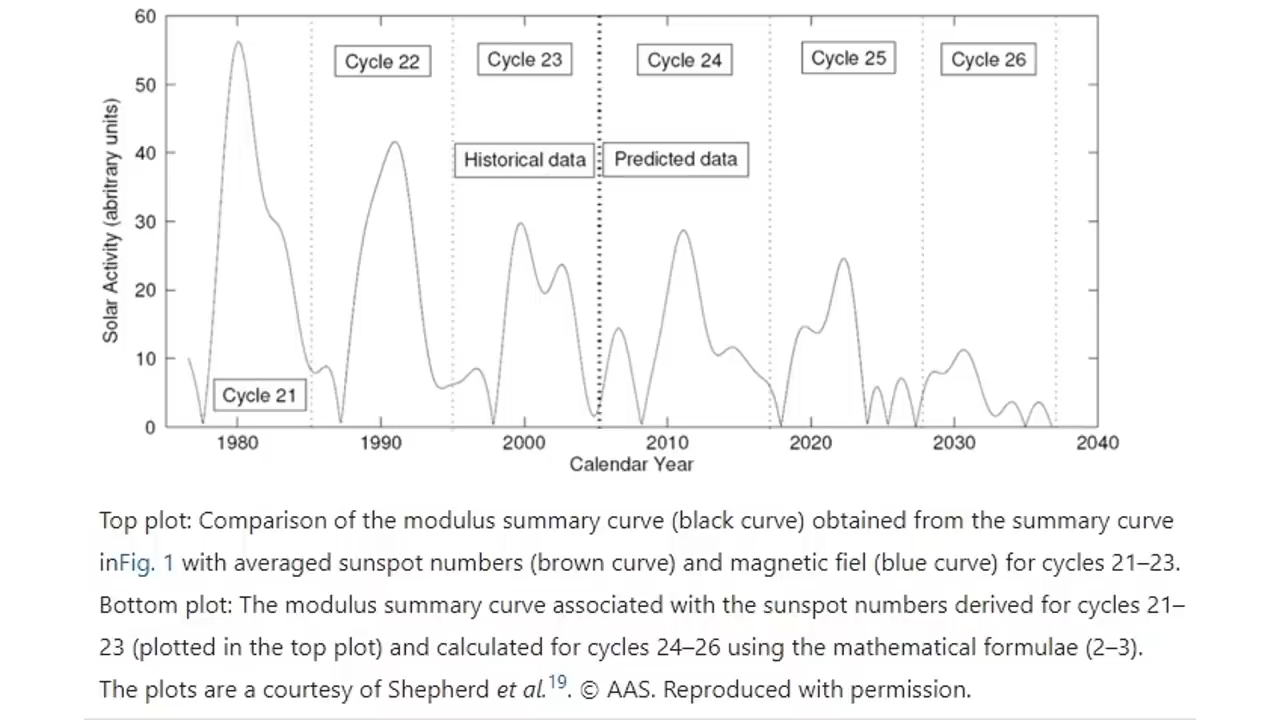 60
50
40
30
20
10
0
Solar Activity (abritrary units)
Cycle 21
Cycle 22
Cycle 23
Cycle 24
Cycle 25
Cycle 26
Historical data
Predicted data
1980 1990 2000 2010 2020 2030 2040
Calendar Year
Top plot: Comparison of the modulus summary curve (black curve) obtained from the summary curve
inFig. 1 with averaged sunspot numbers (brown curve) and magnetic fiel (blue curve) for cycles 21–23.
Bottom plot: The modulus summary curve associated with the sunspot numbers derived for cycles 21–
23 (plotted in the top plot) and calculated for cycles 24–26 using the mathematical formulae (2–3).
The plots are a courtesy of Shepherd et al.19. © AAS. Reproduced with permission.